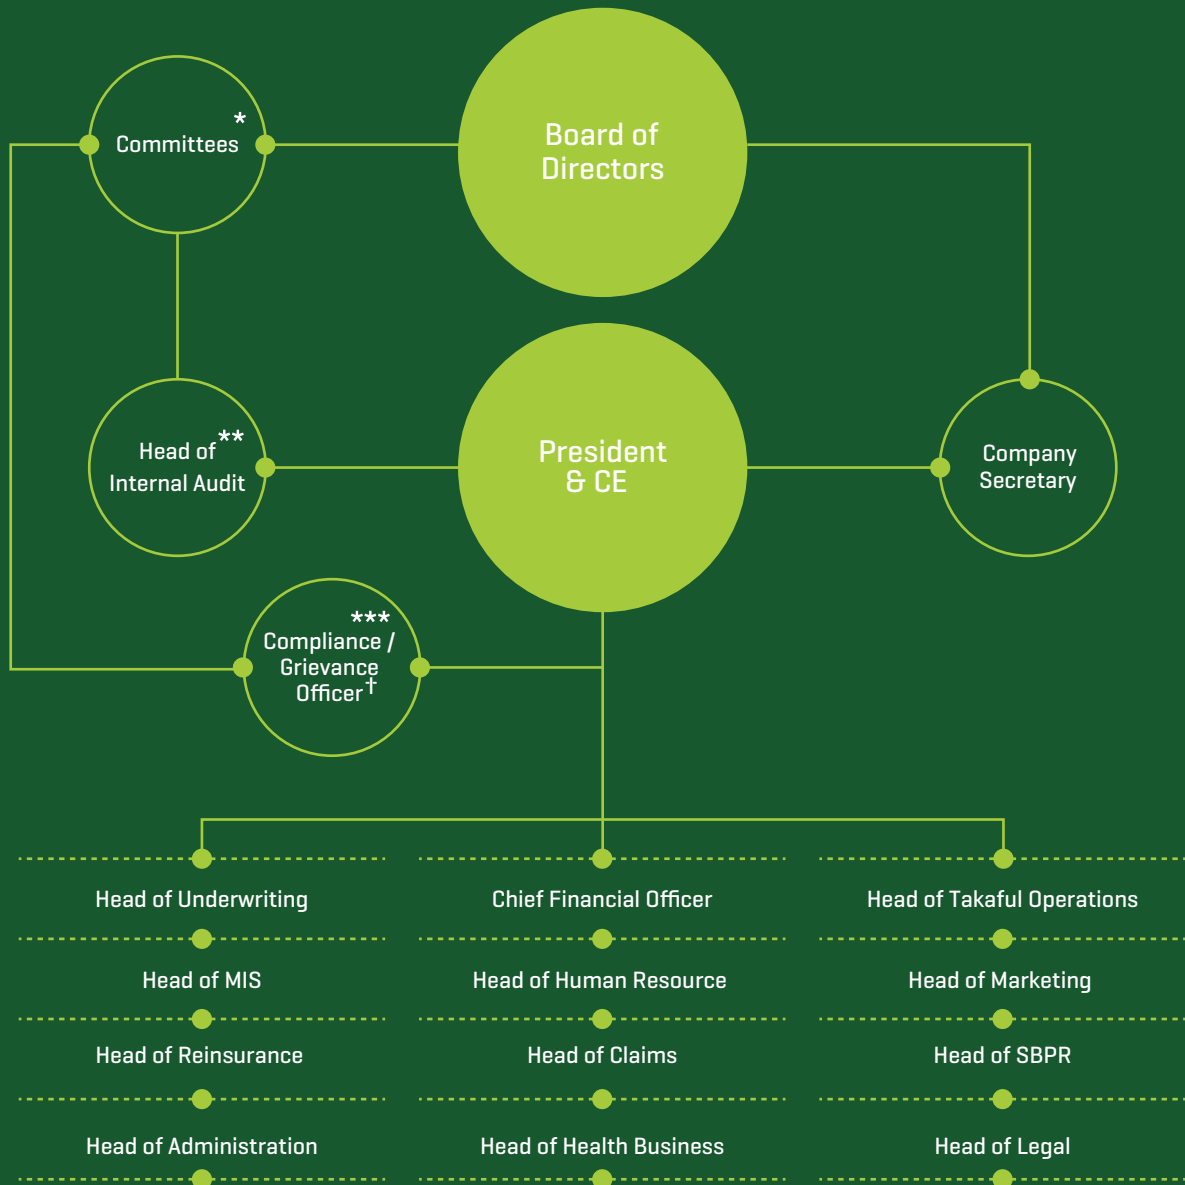 Committees *
Board of
Directors
Head of **
Internal Audit
President
& CE
Company
Secretary
***
Compliance /
Grievance
Officer†
Head of Underwriting
Chief Financial Officer
Head of Takaful Operations
Head of MIS
Head of Human Resource
Head of Marketing
Head of Reinsurance
Head of Claims
Head of SBPR
Head of Administration
Head of Health Business
Head of Legal